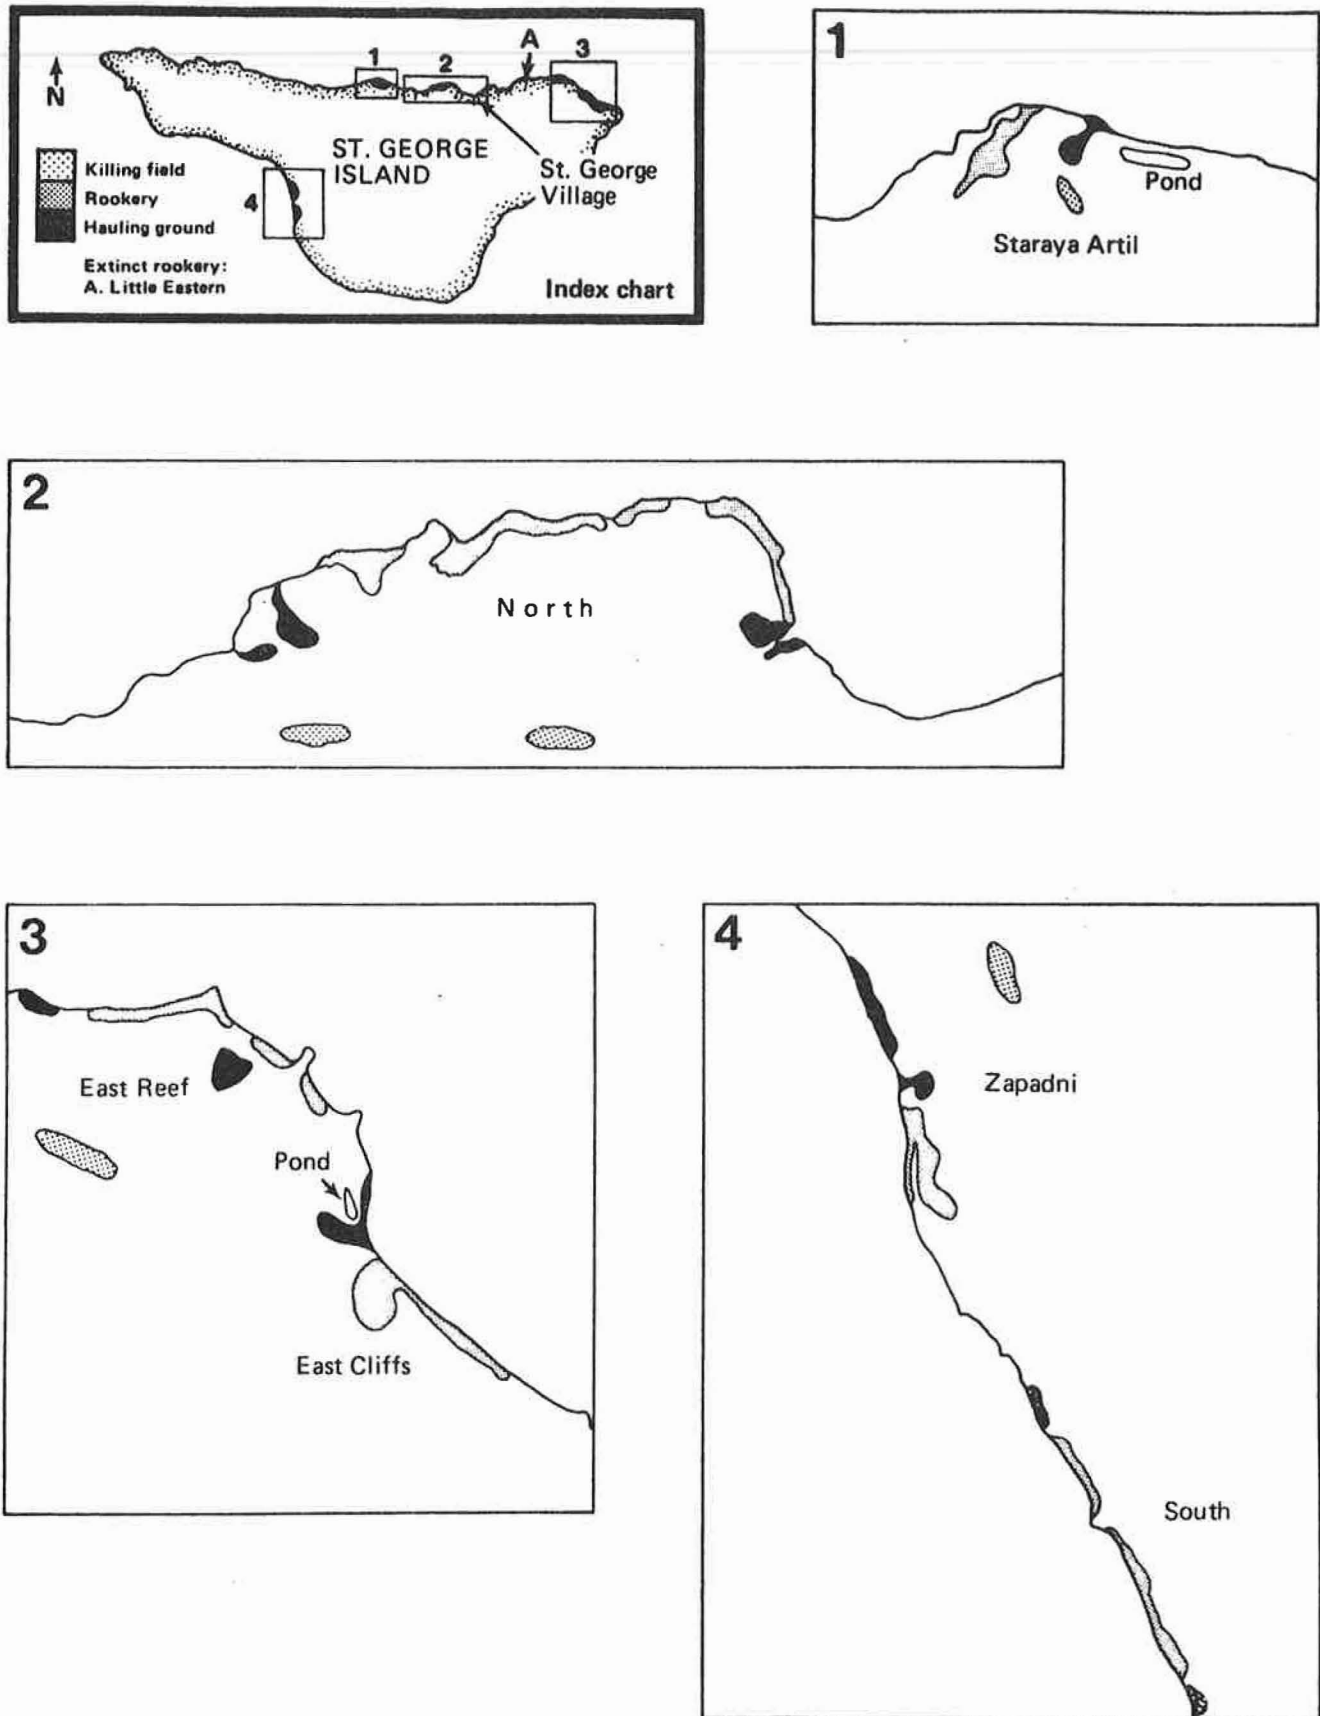 1
2
A
3
N
ST. GEORGE
ISLAND
St. George
Village
4
Killing field
Rookery
Hauling ground
Extinct rookery:
A. Little Eastern
Index chart
1
Pond
Staraya Artil
2
North
3
East Reef
Pond
East Cliffs
4
Zapadni
South